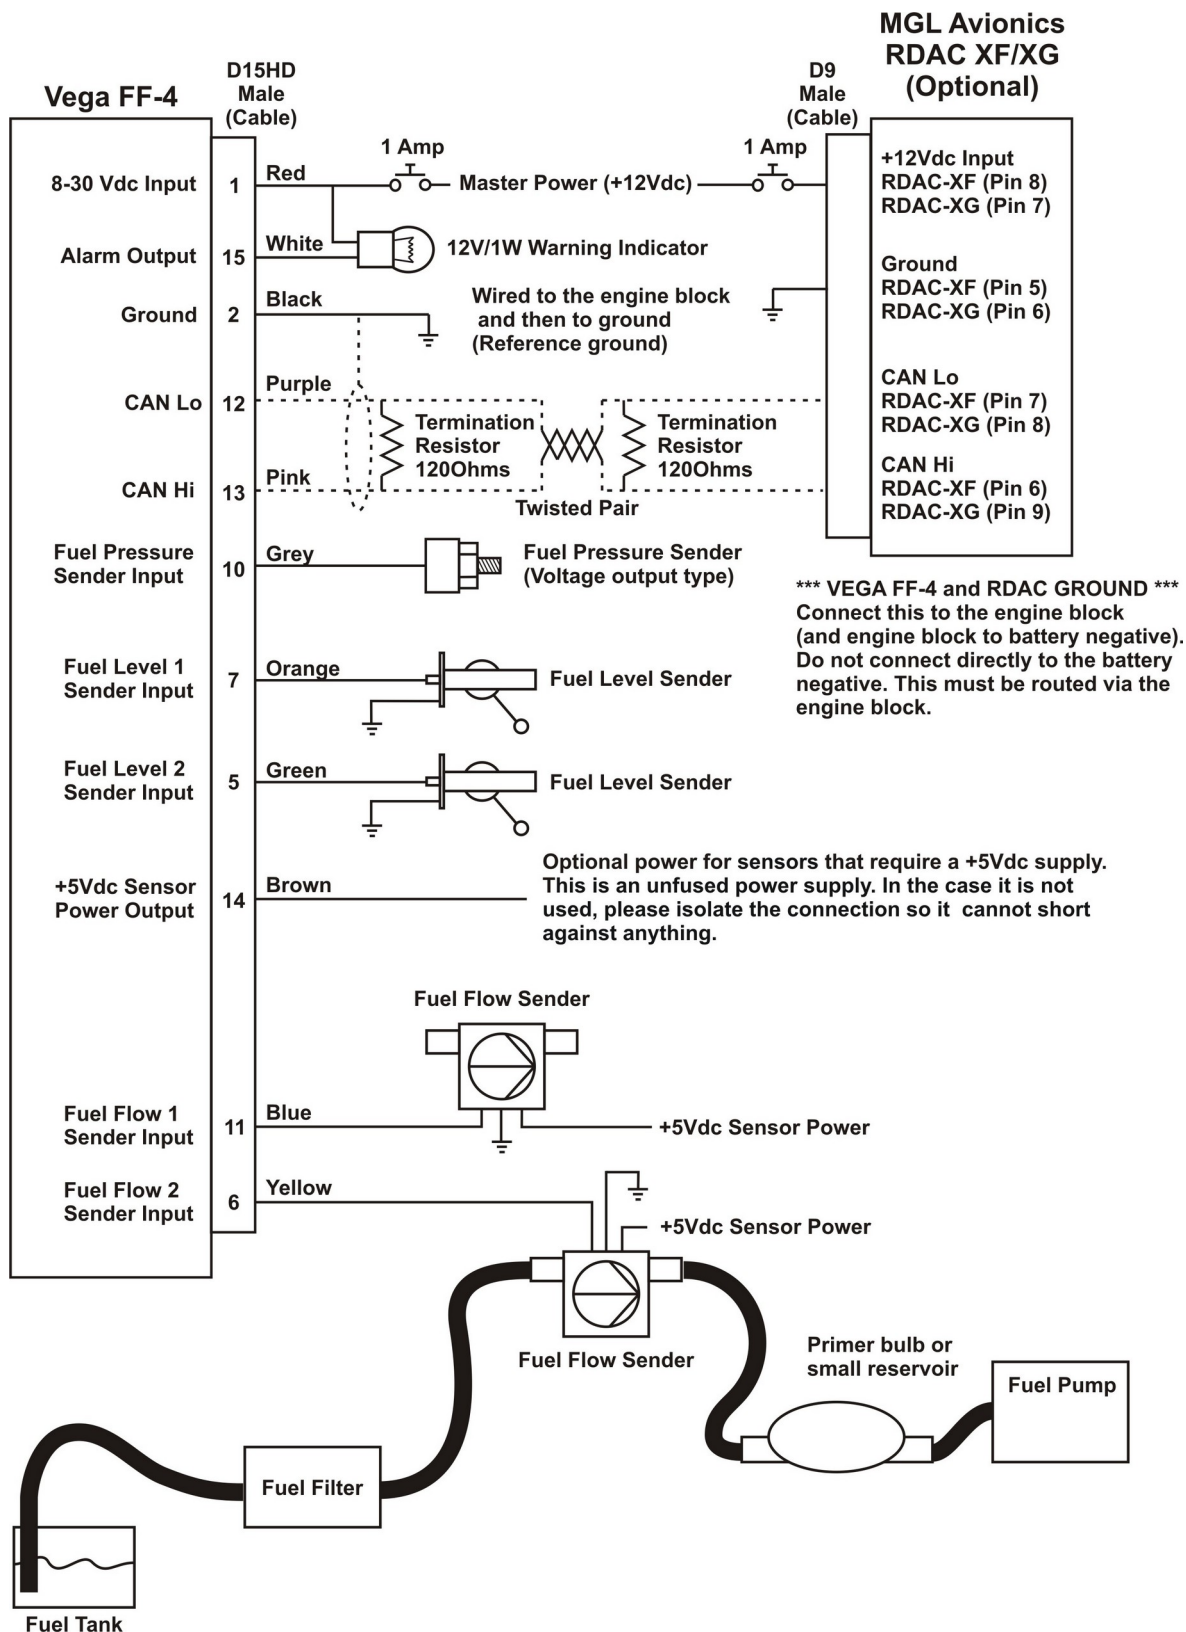 MGL Avionics
RDAC XF/XG
(Optional)
D15HD
Male
(Cable)
D9
Male
(Cable)
Vega FF-4
8-30 Vdc Input
1
Red
1 Amp
Master Power (+12Vdc)
1 Amp
+12Vdc Input
RDAC-XF (Pin 8)
RDAC-XG (Pin 7)
Alarm Output
15
White
12V/1W Warning Indicator
Ground
2
Black
Wired to the engine block
and then to ground
(Reference ground)
Ground
RDAC-XF (Pin 5)
RDAC-XG (Pin 6)
CAN Lo
12
Purple
Termination
Resistor
120Ohms
Termination
Resistor
120Ohms
CAN Lo
RDAC-XF (Pin 7)
RDAC-XG (Pin 8)
CAN Hi
13
Pink
Twisted Pair
CAN Hi
RDAC-XF (Pin 6)
RDAC-XG (Pin 9)
Fuel Pressure
Sender Input
10
Grey
Fuel Pressure Sender
(Voltage output type)
*** VEGA FF-4 and RDAC GROUND ***
Connect this to the engine block
(and engine block to battery negative).
Do not connect directly to the battery
negative. This must be routed via the
engine block.
Fuel Level 1
Sender Input
7
Orange
Fuel Level Sender
Fuel Level 2
Sender Input
5
Green
Fuel Level Sender
+5Vdc Sensor
Power Output
14
Brown
Optional power for sensors that require a +5Vdc supply.
This is an unfused power supply. In the case it is not
used, please isolate the connection so it cannot short
against anything.
Fuel Flow Sender
Fuel Flow 1
Sender Input
11
Blue
+5Vdc Sensor Power
Fuel Flow 2
Sender Input
6
Yellow
+5Vdc Sensor Power
Fuel Flow Sender
Primer bulb or
small reservoir
Fuel Pump
Fuel Filter
Fuel Tank